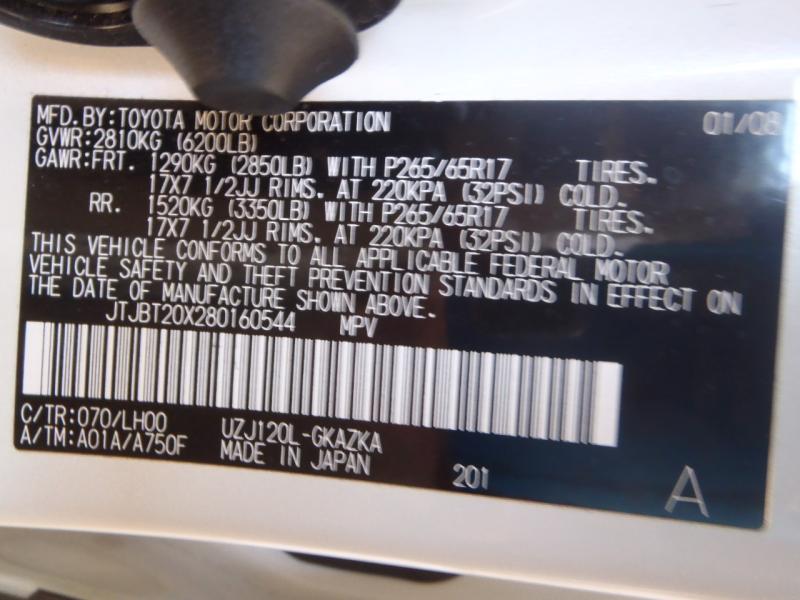 MFD.BY:TOYOTA MOTOR CORPORATION 01/08
GVWR:2810KG (6200LB)
GAWR:FRT. 1290KG (2850LB) WITH P265/65R17 TIRES.
17X7 1/2JJ RIMS. AT 220KPA (32PSI) COLD.
RR. 1520KG (3350LB) WITH P265/65R17 TIRES.
17X7 1/2JJ RIMS. AT 220KPA (32PSI) COLD.
THIS VEHICLE CONFORMS TO ALL APPLICABLE FEDERAL MOTOR
VEHICLE SAFETY AND THEFT PREVENTION STANDARDS IN EFFECT ON
THE DATE OF MANUFACTURE SHOWN ABOVE.
JTJBT20X280160544 MPV
C/TR:070/LH00 UZJ120L-GKAZKA
A/TM:A01A/A750F MADE IN JAPAN
201
A